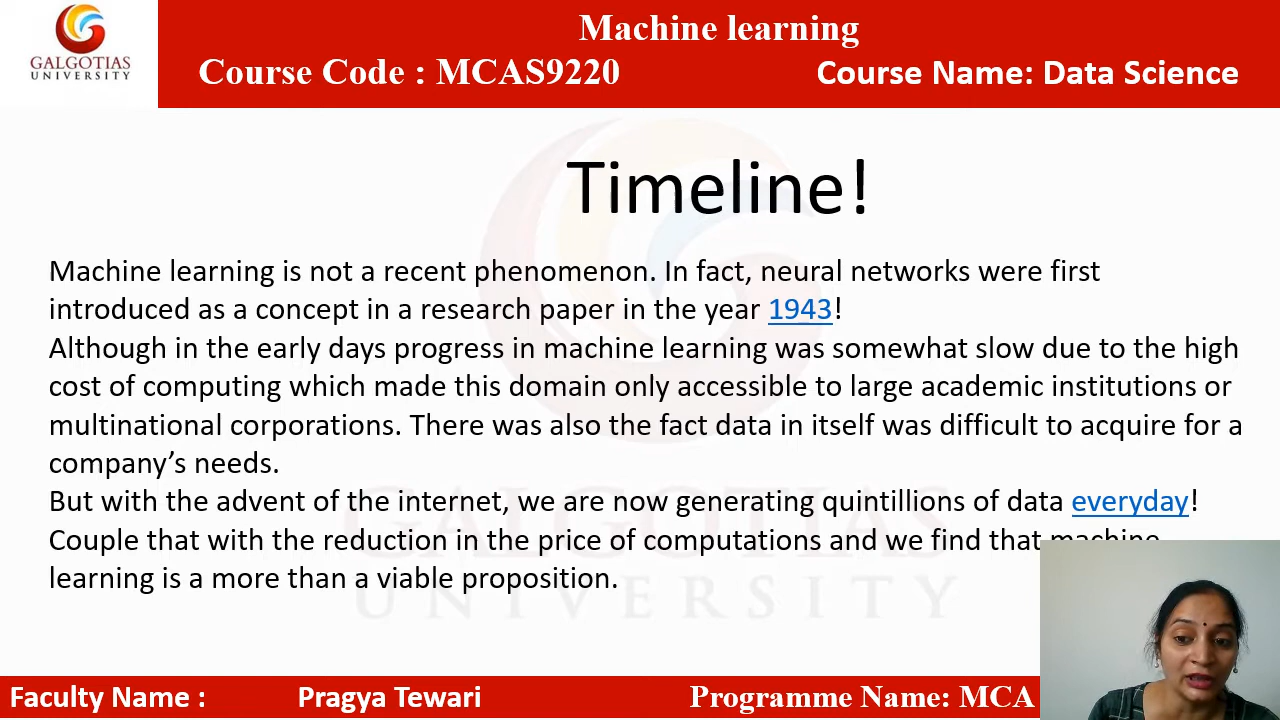 GALGOTIAS
UNIVERSITY
Machine learning
Course Code : MCAS9220
Course Name: Data Science
Timeline!
Machine learning is not a recent phenomenon. In fact, neural networks were first
introduced as a concept in a research paper in the year 1943!
Although in the early days progress in machine learning was somewhat slow due to the high
cost of computing which made this domain only accessible to large academic institutions or
multinational corporations. There was also the fact data in itself was difficult to acquire for a
company’s needs.
But with the advent of the internet, we are now generating quintillions of data everyday!
Couple that with the reduction in the price of computations and we find that machine
learning is a more than a viable proposition.
GALGOTIAS
UNIVERSITY
Faculty Name :
Pragya Tewari
Programme Name: MCA